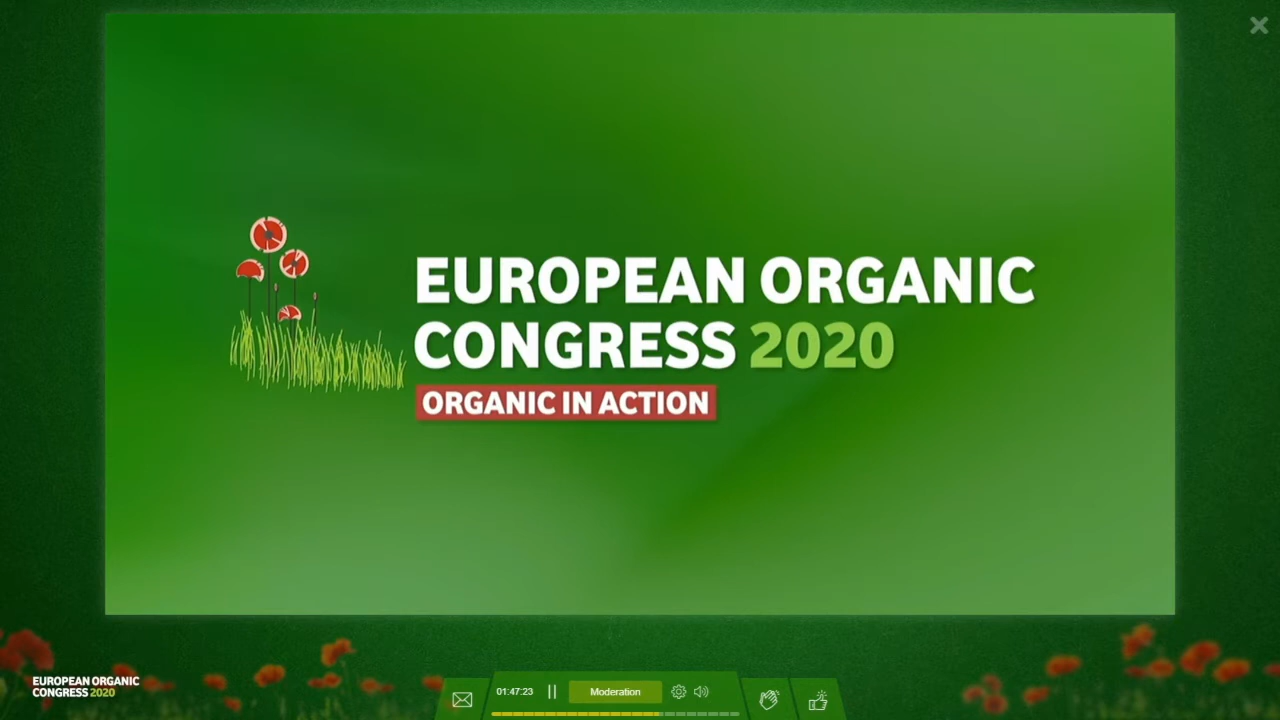 EUROPEAN ORGANIC
CONGRESS 2020
ORGANIC IN ACTION
EUROPEAN ORGANIC
CONGRESS 2020
01:47:23
Moderation